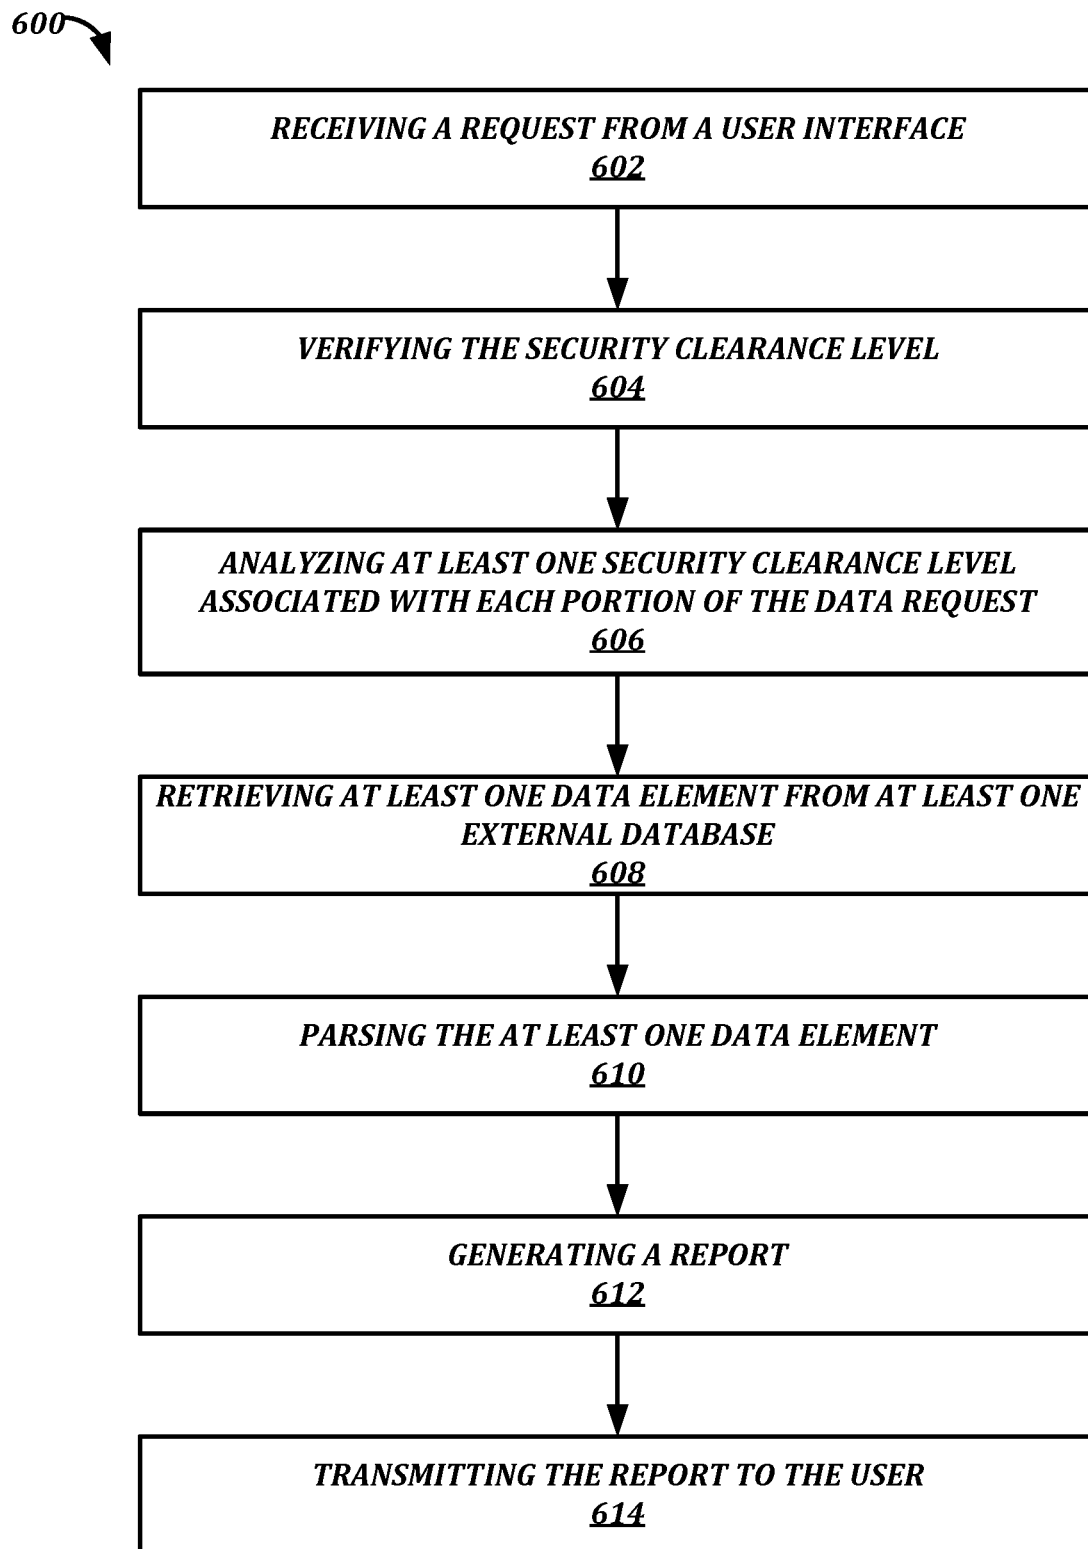 600
RECEIVING A REQUEST FROM A USER INTERFACE
602
VERIFYING THE SECURITY CLEARANCE LEVEL
604
ANALYZING AT LEAST ONE SECURITY CLEARANCE LEVEL
ASSOCIATED WITH EACH PORTION OF THE DATA REQUEST
606
RETRIEVING AT LEAST ONE DATA ELEMENT FROM AT LEAST ONE
EXTERNAL DATABASE
608
PARSING THE AT LEAST ONE DATA ELEMENT
610
GENERATING A REPORT
612
TRANSMITTING THE REPORT TO THE USER
614